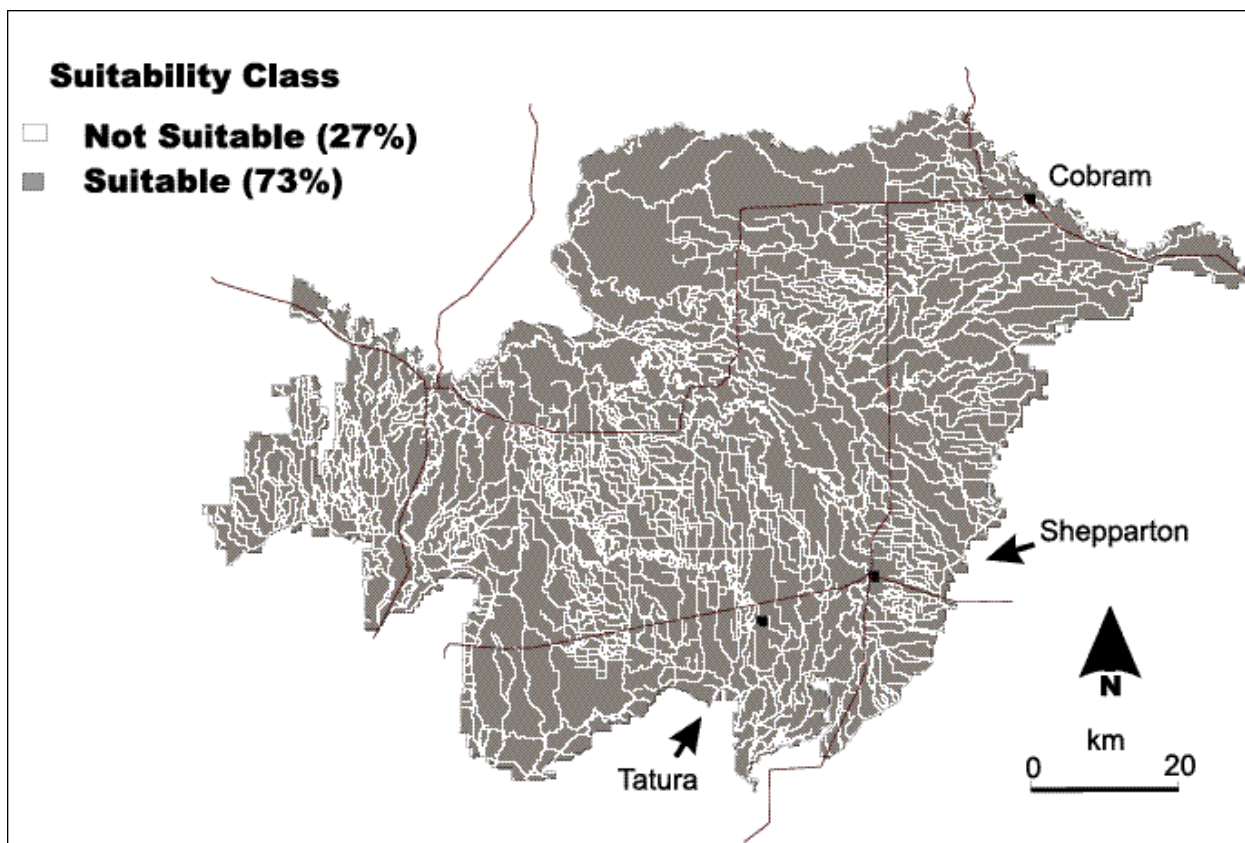 Suitability Class
Not Suitable (27%)
Suitable (73%)
Cobram
Shepparton
Tatura
N
km
0 20